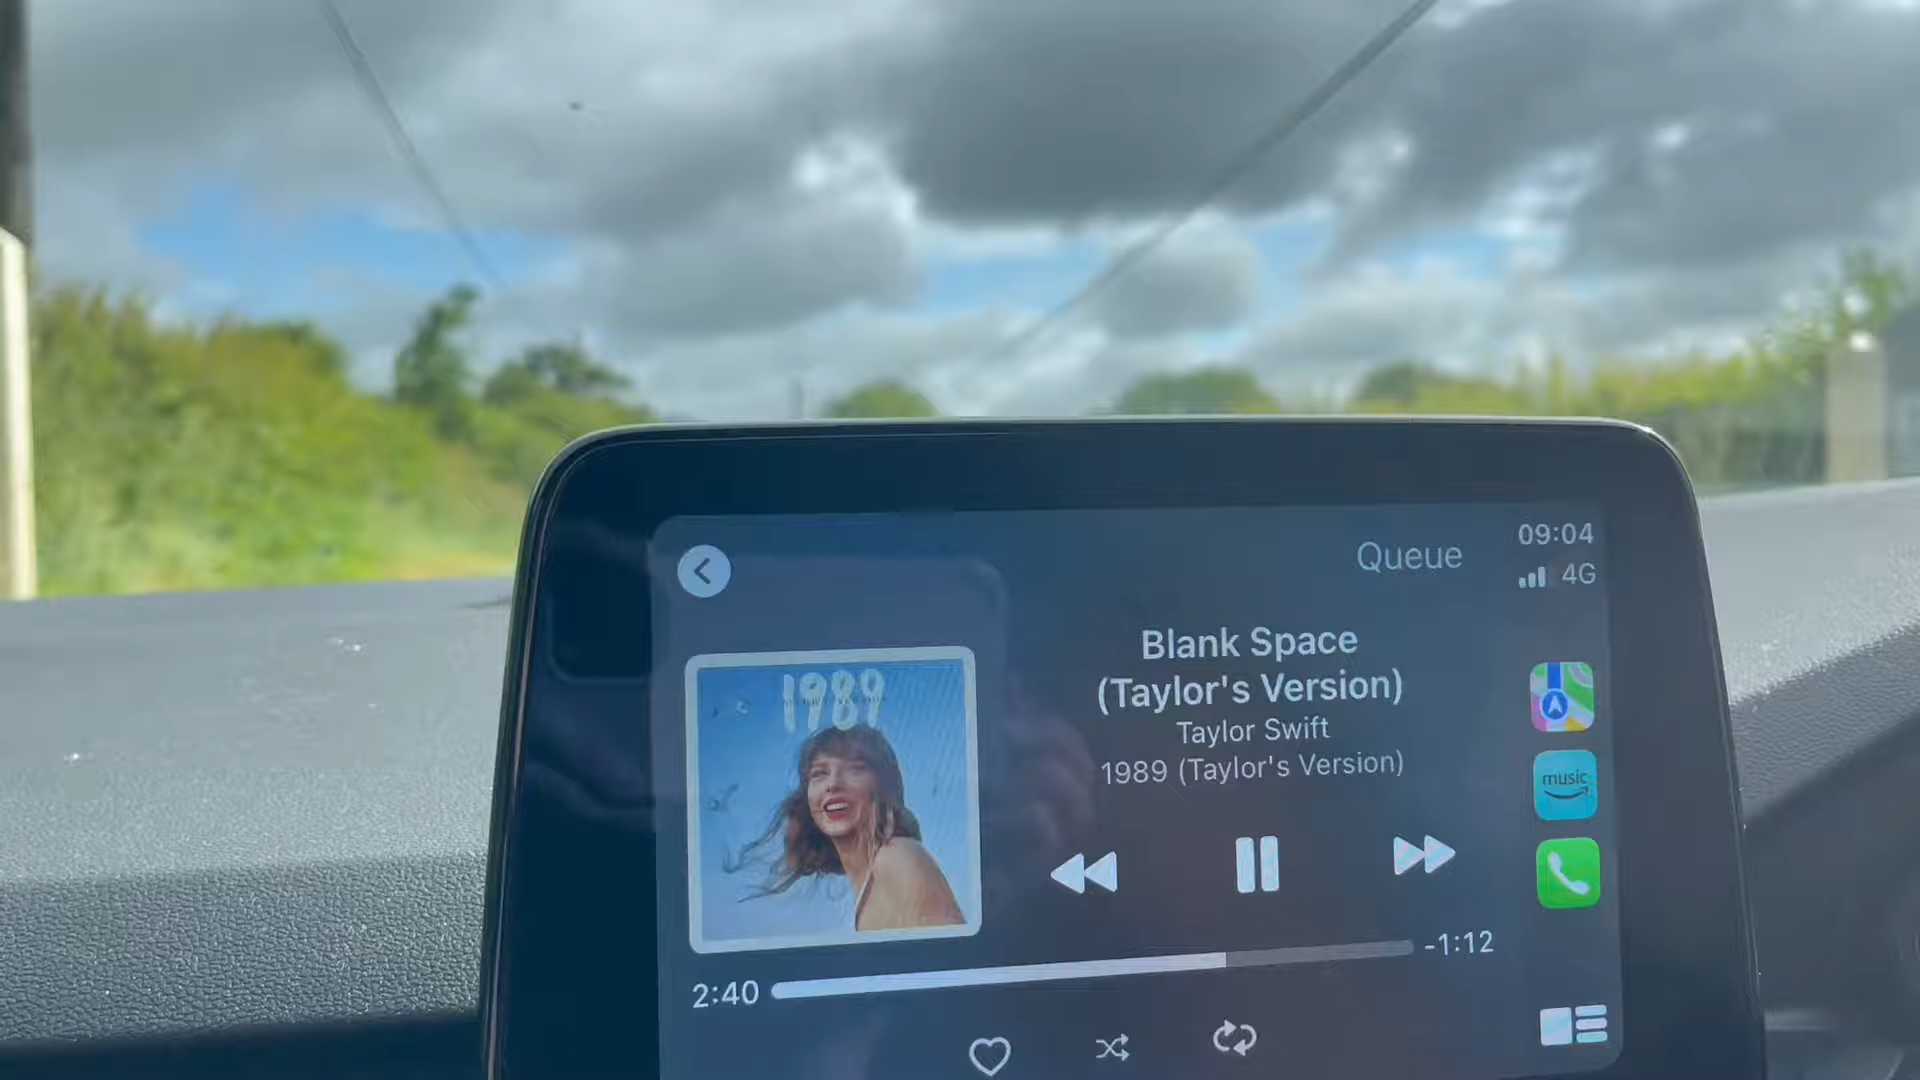 Queue
09:04
4G
Blank Space
(Taylor's Version)
Taylor Swift
1989 (Taylor's Version)
1989
music
2:40
-1:12